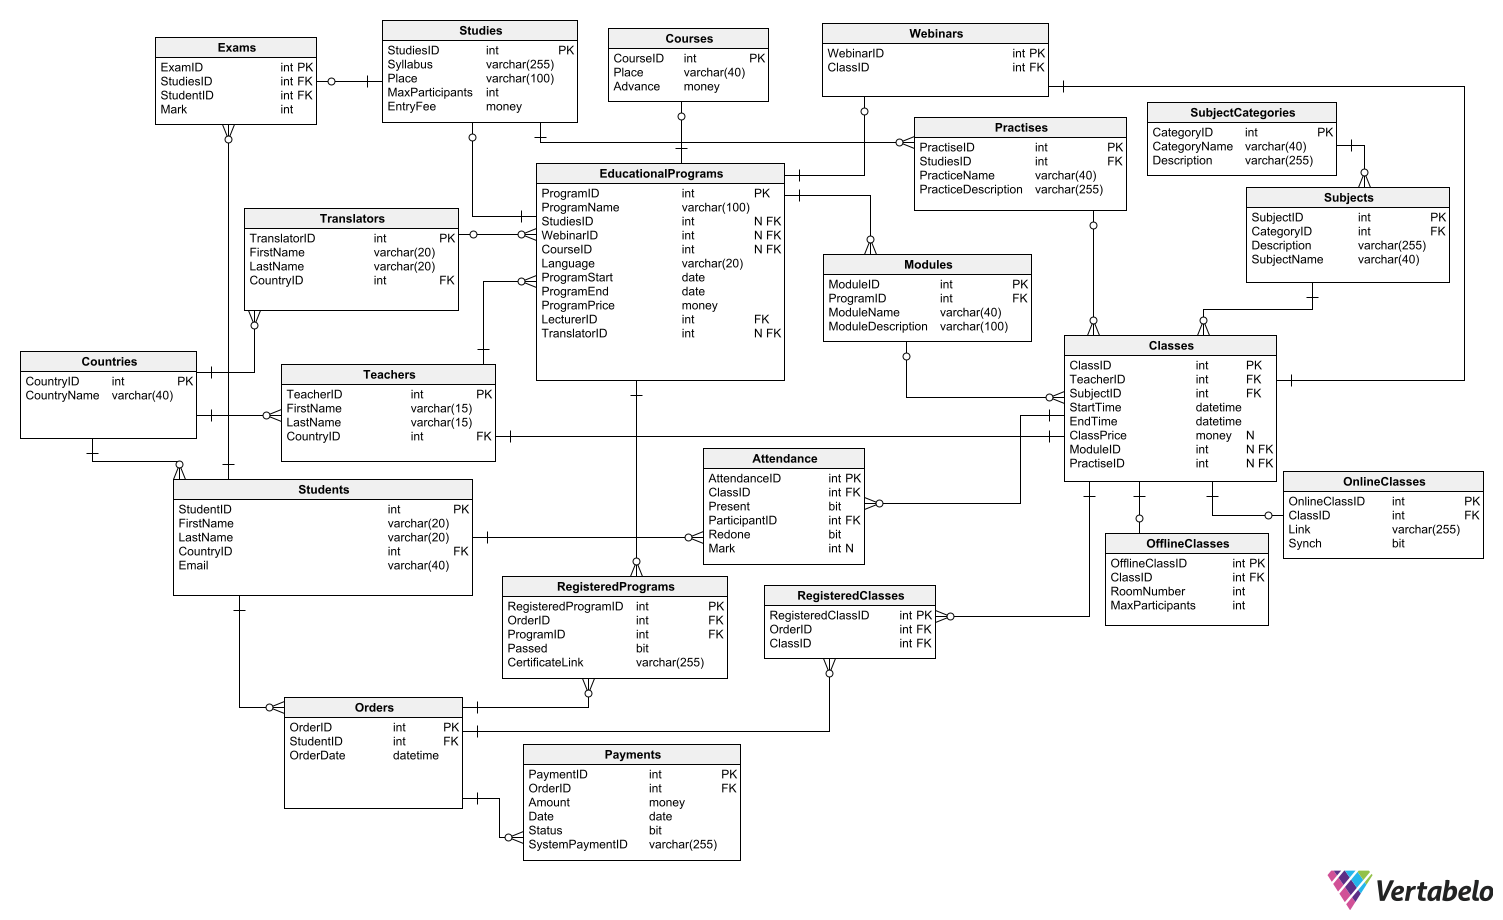 Exams
ExamID int PK
StudiesID int FK
StudentID int FK
Mark int
Studies
StudiesID int PK
Syllabus varchar(255)
Place varchar(100)
MaxParticipants int
EntryFee money
Courses
CourseID int PK
Place varchar(40)
Advance money
Webinars
WebinarID int PK
ClassID int FK
Practises
PractiseID int PK
StudiesID int FK
PracticeName varchar(40)
PracticeDescription varchar(255)
SubjectCategories
CategoryID int PK
CategoryName varchar(40)
Description varchar(255)
Subjects
SubjectID int PK
CategoryID int FK
Description varchar(255)
SubjectName varchar(40)
EducationalPrograms
ProgramID int PK
ProgramName varchar(100)
StudiesID int N FK
WebinarID int N FK
CourseID int N FK
Language varchar(20)
ProgramStart date
ProgramEnd date
ProgramPrice money
LecturerID int FK
TranslatorID int N FK
Translators
TranslatorID int PK
FirstName varchar(20)
LastName varchar(20)
CountryID int FK
Modules
ModuleID int PK
ProgramID int FK
ModuleName varchar(40)
ModuleDescription varchar(100)
Classes
ClassID int PK
TeacherID int FK
SubjectID int FK
StartTime datetime
EndTime datetime
ClassPrice money N
ModuleID int N FK
PractiseID int N FK
Countries
CountryID int PK
CountryName varchar(40)
Teachers
TeacherID int PK
FirstName varchar(15)
LastName varchar(15)
CountryID int FK
Attendance
AttendanceID int PK
ClassID int FK
Present bit
ParticipantID int FK
Redone bit
Mark int N
OnlineClasses
OnlineClassID int PK
ClassID int FK
Link varchar(255)
Synch bit
Students
StudentID int PK
FirstName varchar(20)
LastName varchar(20)
CountryID int FK
Email varchar(40)
OfflineClasses
OfflineClassID int PK
ClassID int FK
RoomNumber int
MaxParticipants int
RegisteredPrograms
RegisteredProgramID int PK
OrderID int FK
ProgramID int FK
Passed bit
CertificateLink varchar(255)
RegisteredClasses
RegisteredClassID int PK
OrderID int FK
ClassID int FK
Orders
OrderID int PK
StudentID int FK
OrderDate datetime
Payments
PaymentID int PK
OrderID int FK
Amount money
Date date
Status bit
SystemPaymentID varchar(255)
Vertabelo